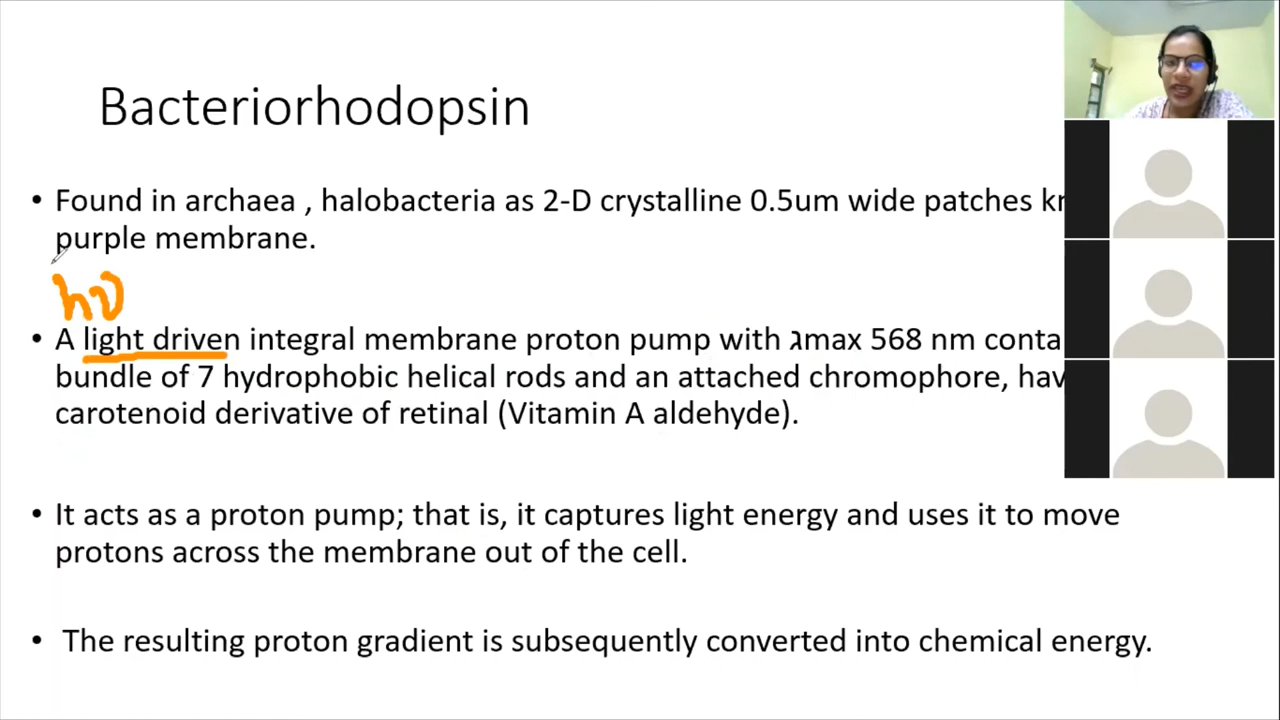 Bacteriorhodopsin
• Found in archaea , halobacteria as 2-D crystalline 0.5um wide patches
purple membrane.
hν
• A light driven integral membrane proton pump with גmax 568 nm
bundle of 7 hydrophobic helical rods and an attached chromophore,
carotenoid derivative of retinal (Vitamin A aldehyde).
• It acts as a proton pump; that is, it captures light energy and uses it to move
protons across the membrane out of the cell.
• The resulting proton gradient is subsequently converted into chemical energy.